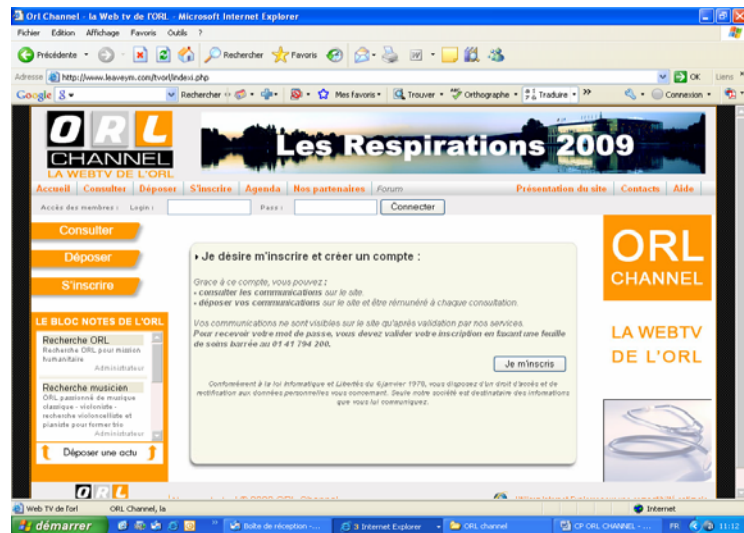 Orl Channel - la Web tv de l'ORL - Microsoft Internet Explorer
Fichier Edition Affichage Favoris Outils ?
Précédente Rechercher Favoris
Adresse http://www.leaveym.com/tvorl/indexi.php OK Liens
Google Rechercher Mes favoris Trouver Orthographe Traduire Connexion
ORL
CHANNEL
LA WEBTV DE L'ORL
Les Respirations 2009
Accueil Consulter Déposer S'inscrire Agenda Nos partenaires Forum Présentation du site Contacts Aide
Accès des membres : Login : Pass : Connecter
Consulter
Déposer
S'inscrire
LE BLOC NOTES DE L'ORL
Recherche ORL
Recherche ORL pour mission
humanitaire
Administrateur
Recherche musicien
ORL passionné de musique
classique - violoniste -
recherche violoncelliste et
pianiste pour former trio
Administrateur
Déposer une actu
ORL
Je désire m'inscrire et créer un compte :
Grace à ce compte, vous pouvez :
- consulter les communications sur le site.
- déposer vos communications sur le site et être rémunéré à chaque consultation.
Vos communications ne sont visibles sur le site qu'après validation par nos services.
Pour recevoir votre mot de passe, vous devez valider votre inscription en faxant une feuille
de soins barrée au 01 41 794 200.
Je m'inscris
Conformément à la loi Informatique et Libertés du 6 janvier 1978, vous disposez d'un droit d'accès et de
rectification aux données personnelles vous concernant. Seule notre société est destinataire des informations
que vous lui communiquez.
ORL
CHANNEL
LA WEBTV
DE L'ORL
Web TV de l'orl ORL Channel, la Internet
démarrer Boîte de réception -... 3 Internet Explorer ORL channel CP ORL CHANNEL - ... FR 11:12